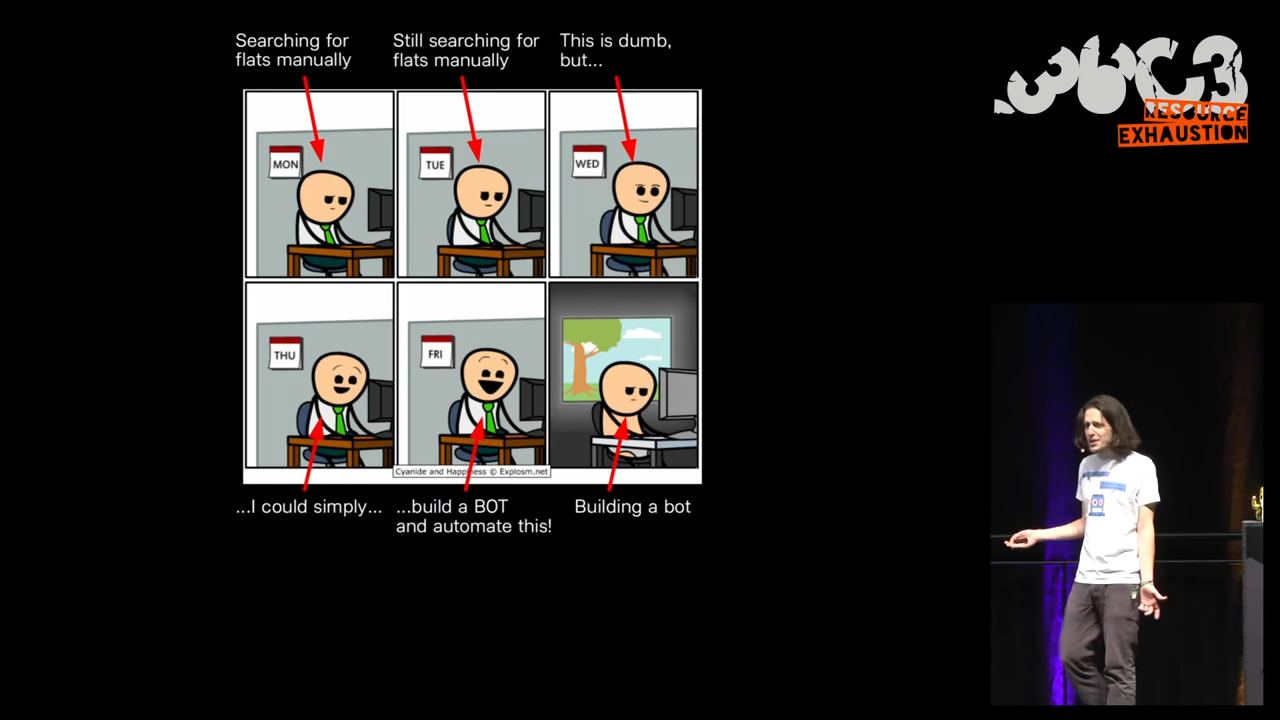 Searching for
flats manually
Still searching for
flats manually
This is dumb,
but...
MON
TUE
WED
THU
FRI
Cyanide and Happiness © Explosm.net
...I could simply...
...build a BOT
and automate this!
Building a bot
36C3
RESOURCE
EXHAUSTION